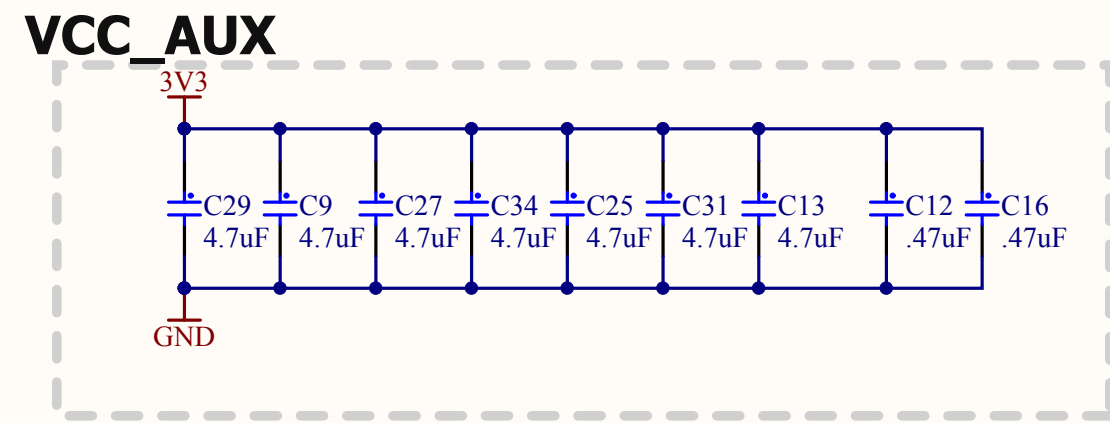 VCC_AUX
3V3
C29 C9 C27 C34 C25 C31 C13 C12 C16
4.7uF 4.7uF 4.7uF 4.7uF 4.7uF 4.7uF 4.7uF .47uF .47uF
GND